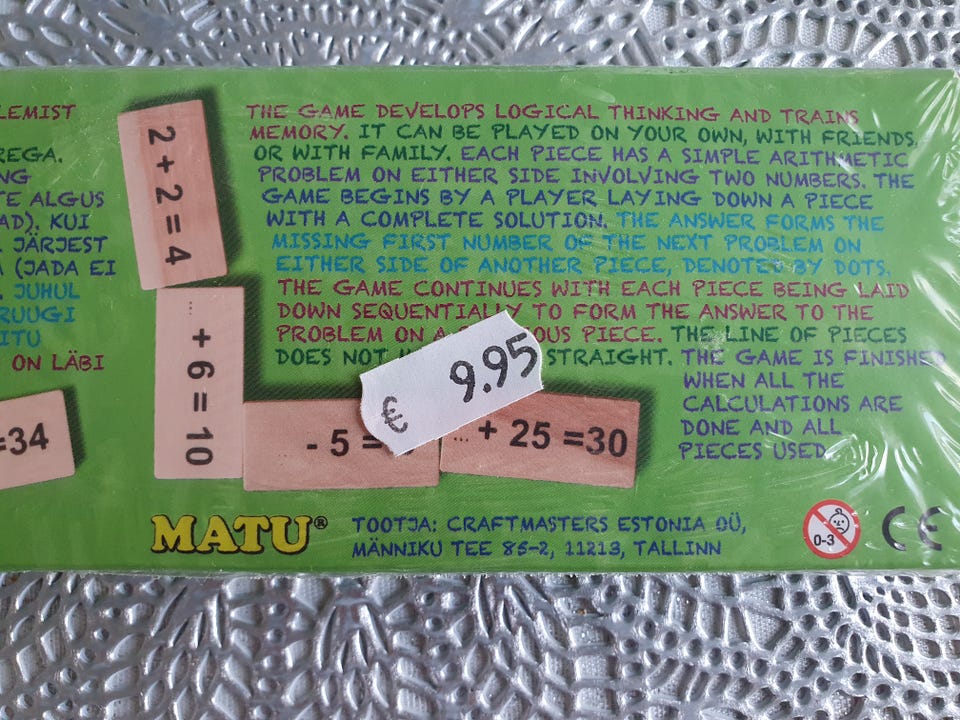 LEMIST
REGA.
NG
TE ALGUS
AD). KUI
JÄRJEST
(JADA EI
JUHUL
RUUGI
ITU
ON LÄBI
=34
2 + 2 = 4
... + 6 = 10
- 5 =
... + 25 =30
THE GAME DEVELOPS LOGICAL THINKING AND TRAINS
MEMORY. IT CAN BE PLAYED ON YOUR OWN, WITH FRIENDS
OR WITH FAMILY. EACH PIECE HAS A SIMPLE ARITHMETIC
PROBLEM ON EITHER SIDE INVOLVING TWO NUMBERS. THE
GAME BEGINS BY A PLAYER LAYING DOWN A PIECE
WITH A COMPLETE SOLUTION. THE ANSWER FORMS THE
MISSING FIRST NUMBER OF THE NEXT PROBLEM ON
EITHER SIDE OF ANOTHER PIECE, DENOTED BY DOTS.
THE GAME CONTINUES WITH EACH PIECE BEING LAID
DOWN SEQUENTIALLY TO FORM THE ANSWER TO THE
PROBLEM ON A OUS PIECE. THE LINE OF PIECES
DOES NOT STRAIGHT. THE GAME IS FINISHED
WHEN ALL THE
CALCULATIONS ARE
DONE AND ALL
PIECES USED.
€ 9.95
MATU®
TOOTJA: CRAFTMASTERS ESTONIA OÜ,
MÄNNIKU TEE 85-2, 11213, TALLINN
0-3
CE